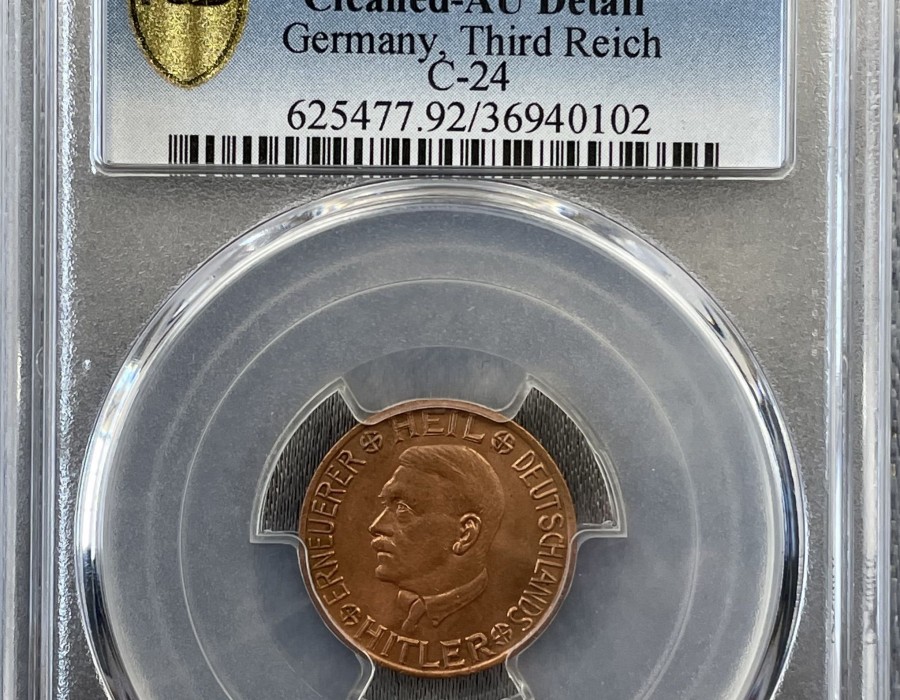 Cleaned-AU Detail
Germany, Third Reich
C-24
625477.92/36940102
HEIL
ERNEUERER
DEUTSCHLANDS
HITLER